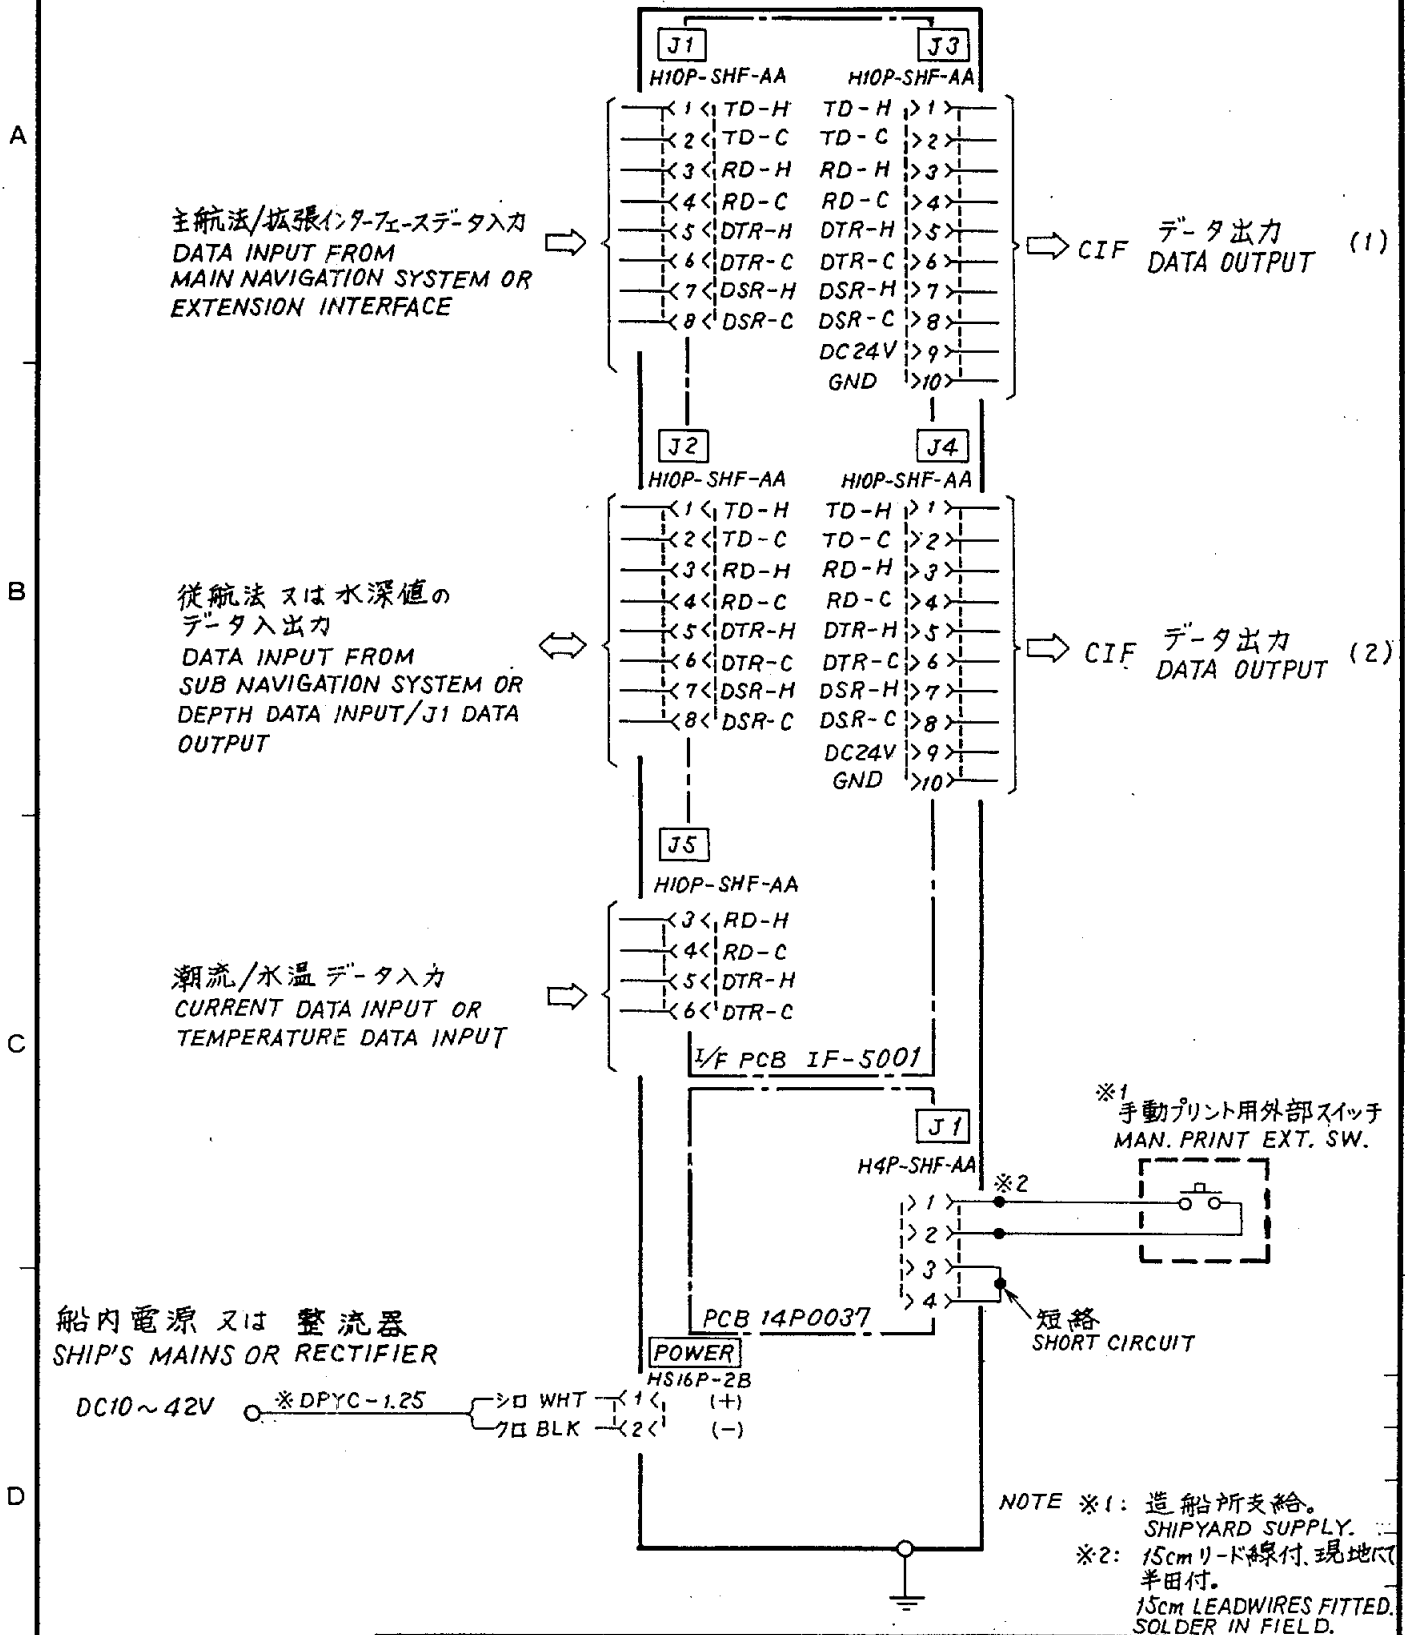 A
B
C
D
J1
H10P-SHF-AA
1 TD-H
2 TD-C
3 RD-H
4 RD-C
5 DTR-H
6 DTR-C
7 DSR-H
8 DSR-C
主航法/拡張インターフェースデータ入力
DATA INPUT FROM
MAIN NAVIGATION SYSTEM OR
EXTENSION INTERFACE
J3
H10P-SHF-AA
TD-H 1
TD-C 2
RD-H 3
RD-C 4
DTR-H 5
DTR-C 6
DSR-H 7
DSR-C 8
DC24V 9
GND 10
CIF データ出力 (1)
DATA OUTPUT
J2
H10P-SHF-AA
1 TD-H
2 TD-C
3 RD-H
4 RD-C
5 DTR-H
6 DTR-C
7 DSR-H
8 DSR-C
従航法 又は 水深値の
データ入出力
DATA INPUT FROM
SUB NAVIGATION SYSTEM OR
DEPTH DATA INPUT/J1 DATA
OUTPUT
J4
H10P-SHF-AA
TD-H 1
TD-C 2
RD-H 3
RD-C 4
DTR-H 5
DTR-C 6
DSR-H 7
DSR-C 8
DC24V 9
GND 10
CIF データ出力 (2)
DATA OUTPUT
J5
H10P-SHF-AA
3 RD-H
4 RD-C
5 DTR-H
6 DTR-C
潮流/水温データ入力
CURRENT DATA INPUT OR
TEMPERATURE DATA INPUT
I/F PCB IF-5001
J1
H4P-SHF-AA
1
2
3
4
※2
※1
手動プリント用外部スイッチ
MAN. PRINT EXT. SW.
短絡
SHORT CIRCUIT
PCB 14P0037
船内電源 又は 整流器
SHIP'S MAINS OR RECTIFIER
POWER
HS16P-2B
DC10~42V ※DPYC-1.25
シロ WHT 1 (+)
クロ BLK 2 (-)
NOTE ※1: 造船所支給。
SHIPYARD SUPPLY.
※2: 15cmリード線付、現地にて
半田付。
15cm LEADWIRES FITTED.
SOLDER IN FIELD.